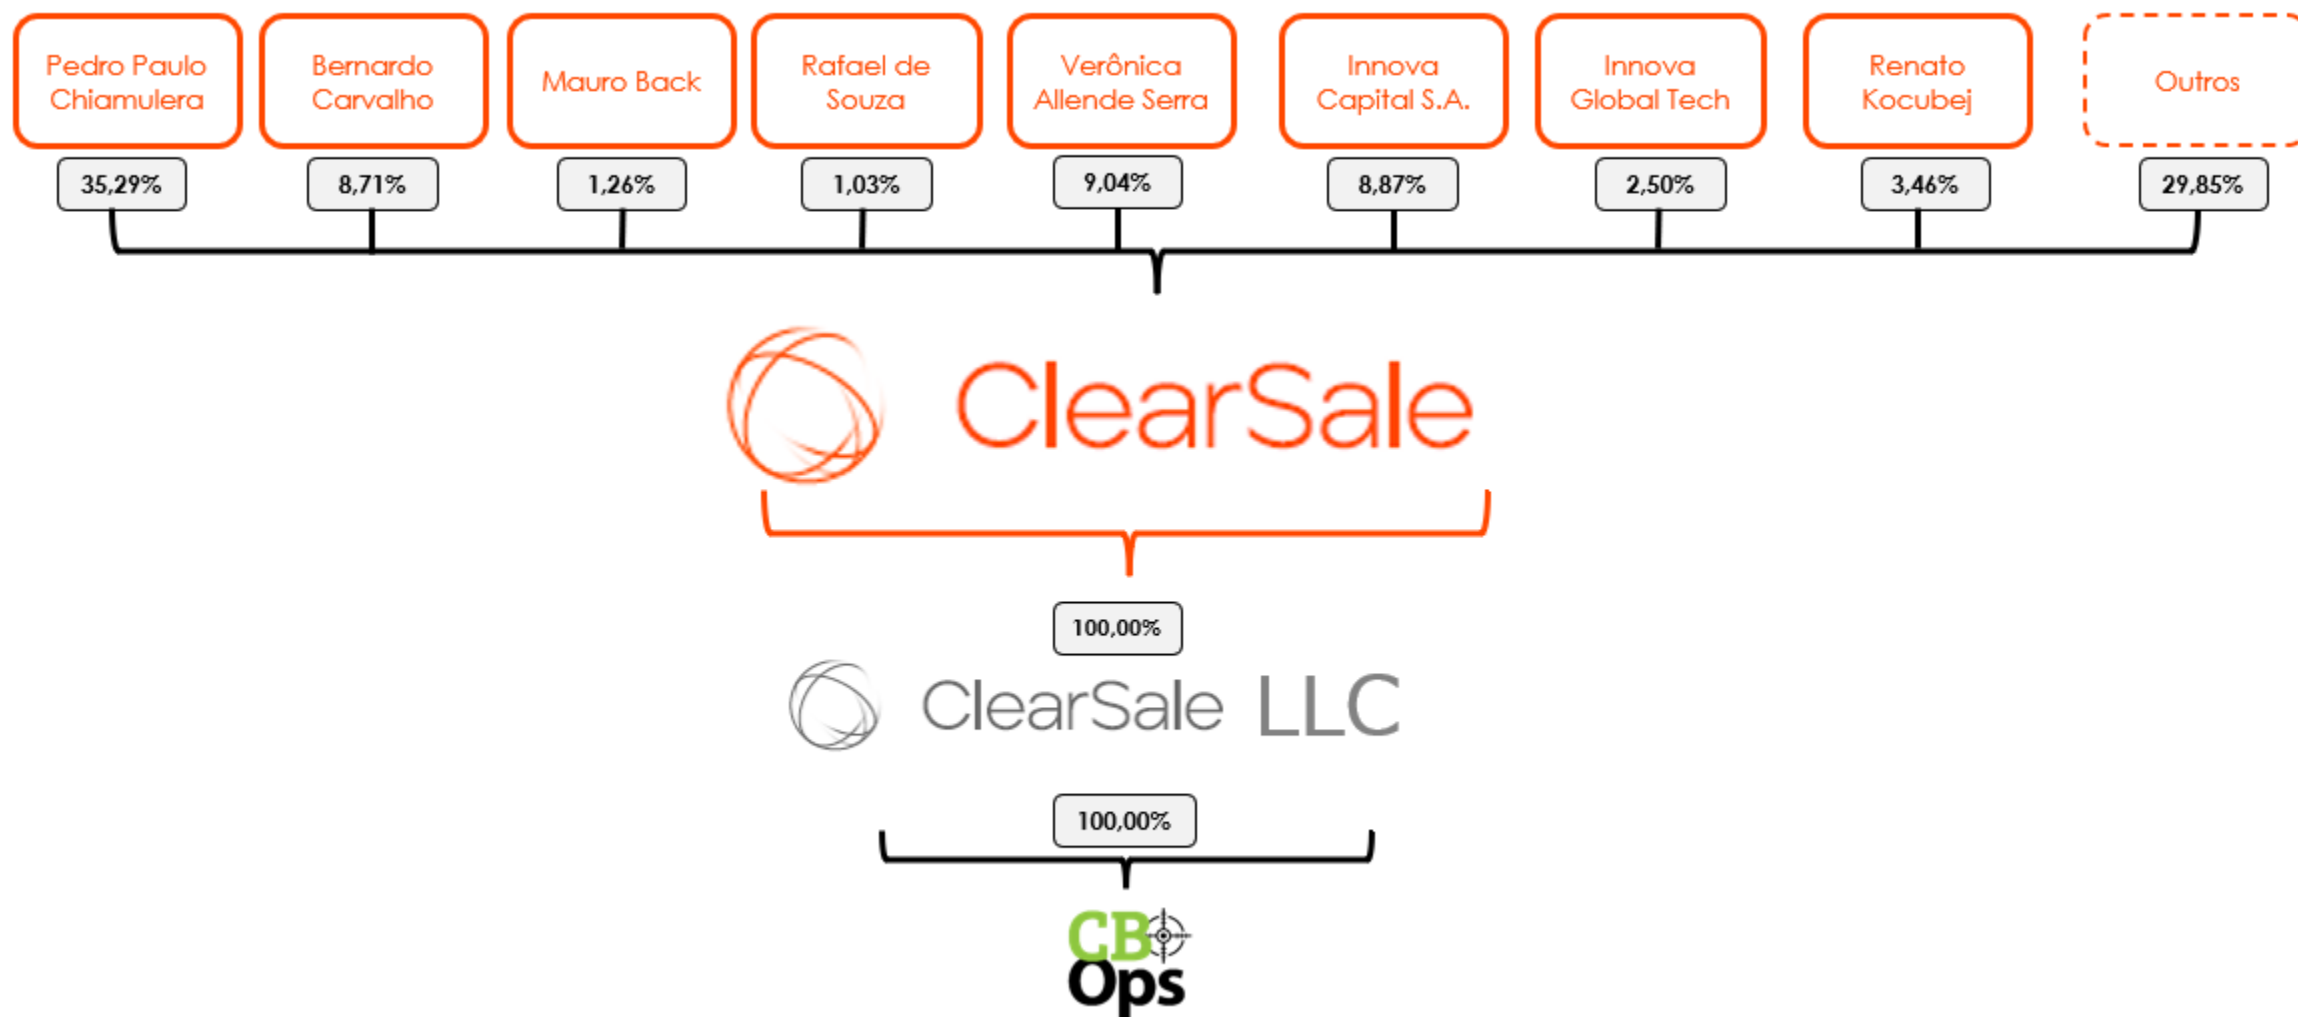 Pedro Paulo
Chiamulera
Bernardo
Carvalho
Mauro Back
Rafael de
Souza
Verônica
Allende Serra
Innova
Capital S.A.
Innova
Global Tech
Renato
Kocubej
Outros
35,29%
8,71%
1,26%
1,03%
9,04%
8,87%
2,50%
3,46%
29,85%
ClearSale
100,00%
ClearSale LLC
100,00%
CB
Ops